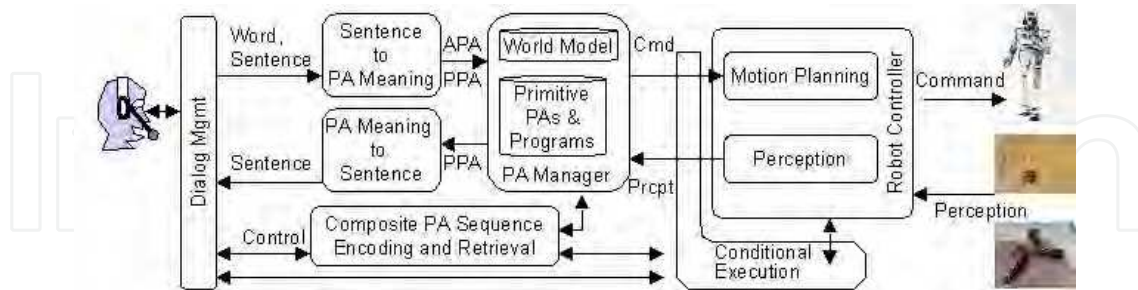 Word,
Sentence
Sentence
to
PA Meaning
APA
PPA
World Model
Primitive
PAs &
Programs
PA Manager
Cmd
Motion Planning
Perception
Robot Controller
Command
Dialog Mgmt
Sentence
PA Meaning
to
Sentence
PPA
Prcpt
Perception
Control
Composite PA Sequence
Encoding and Retrieval
Conditional
Execution